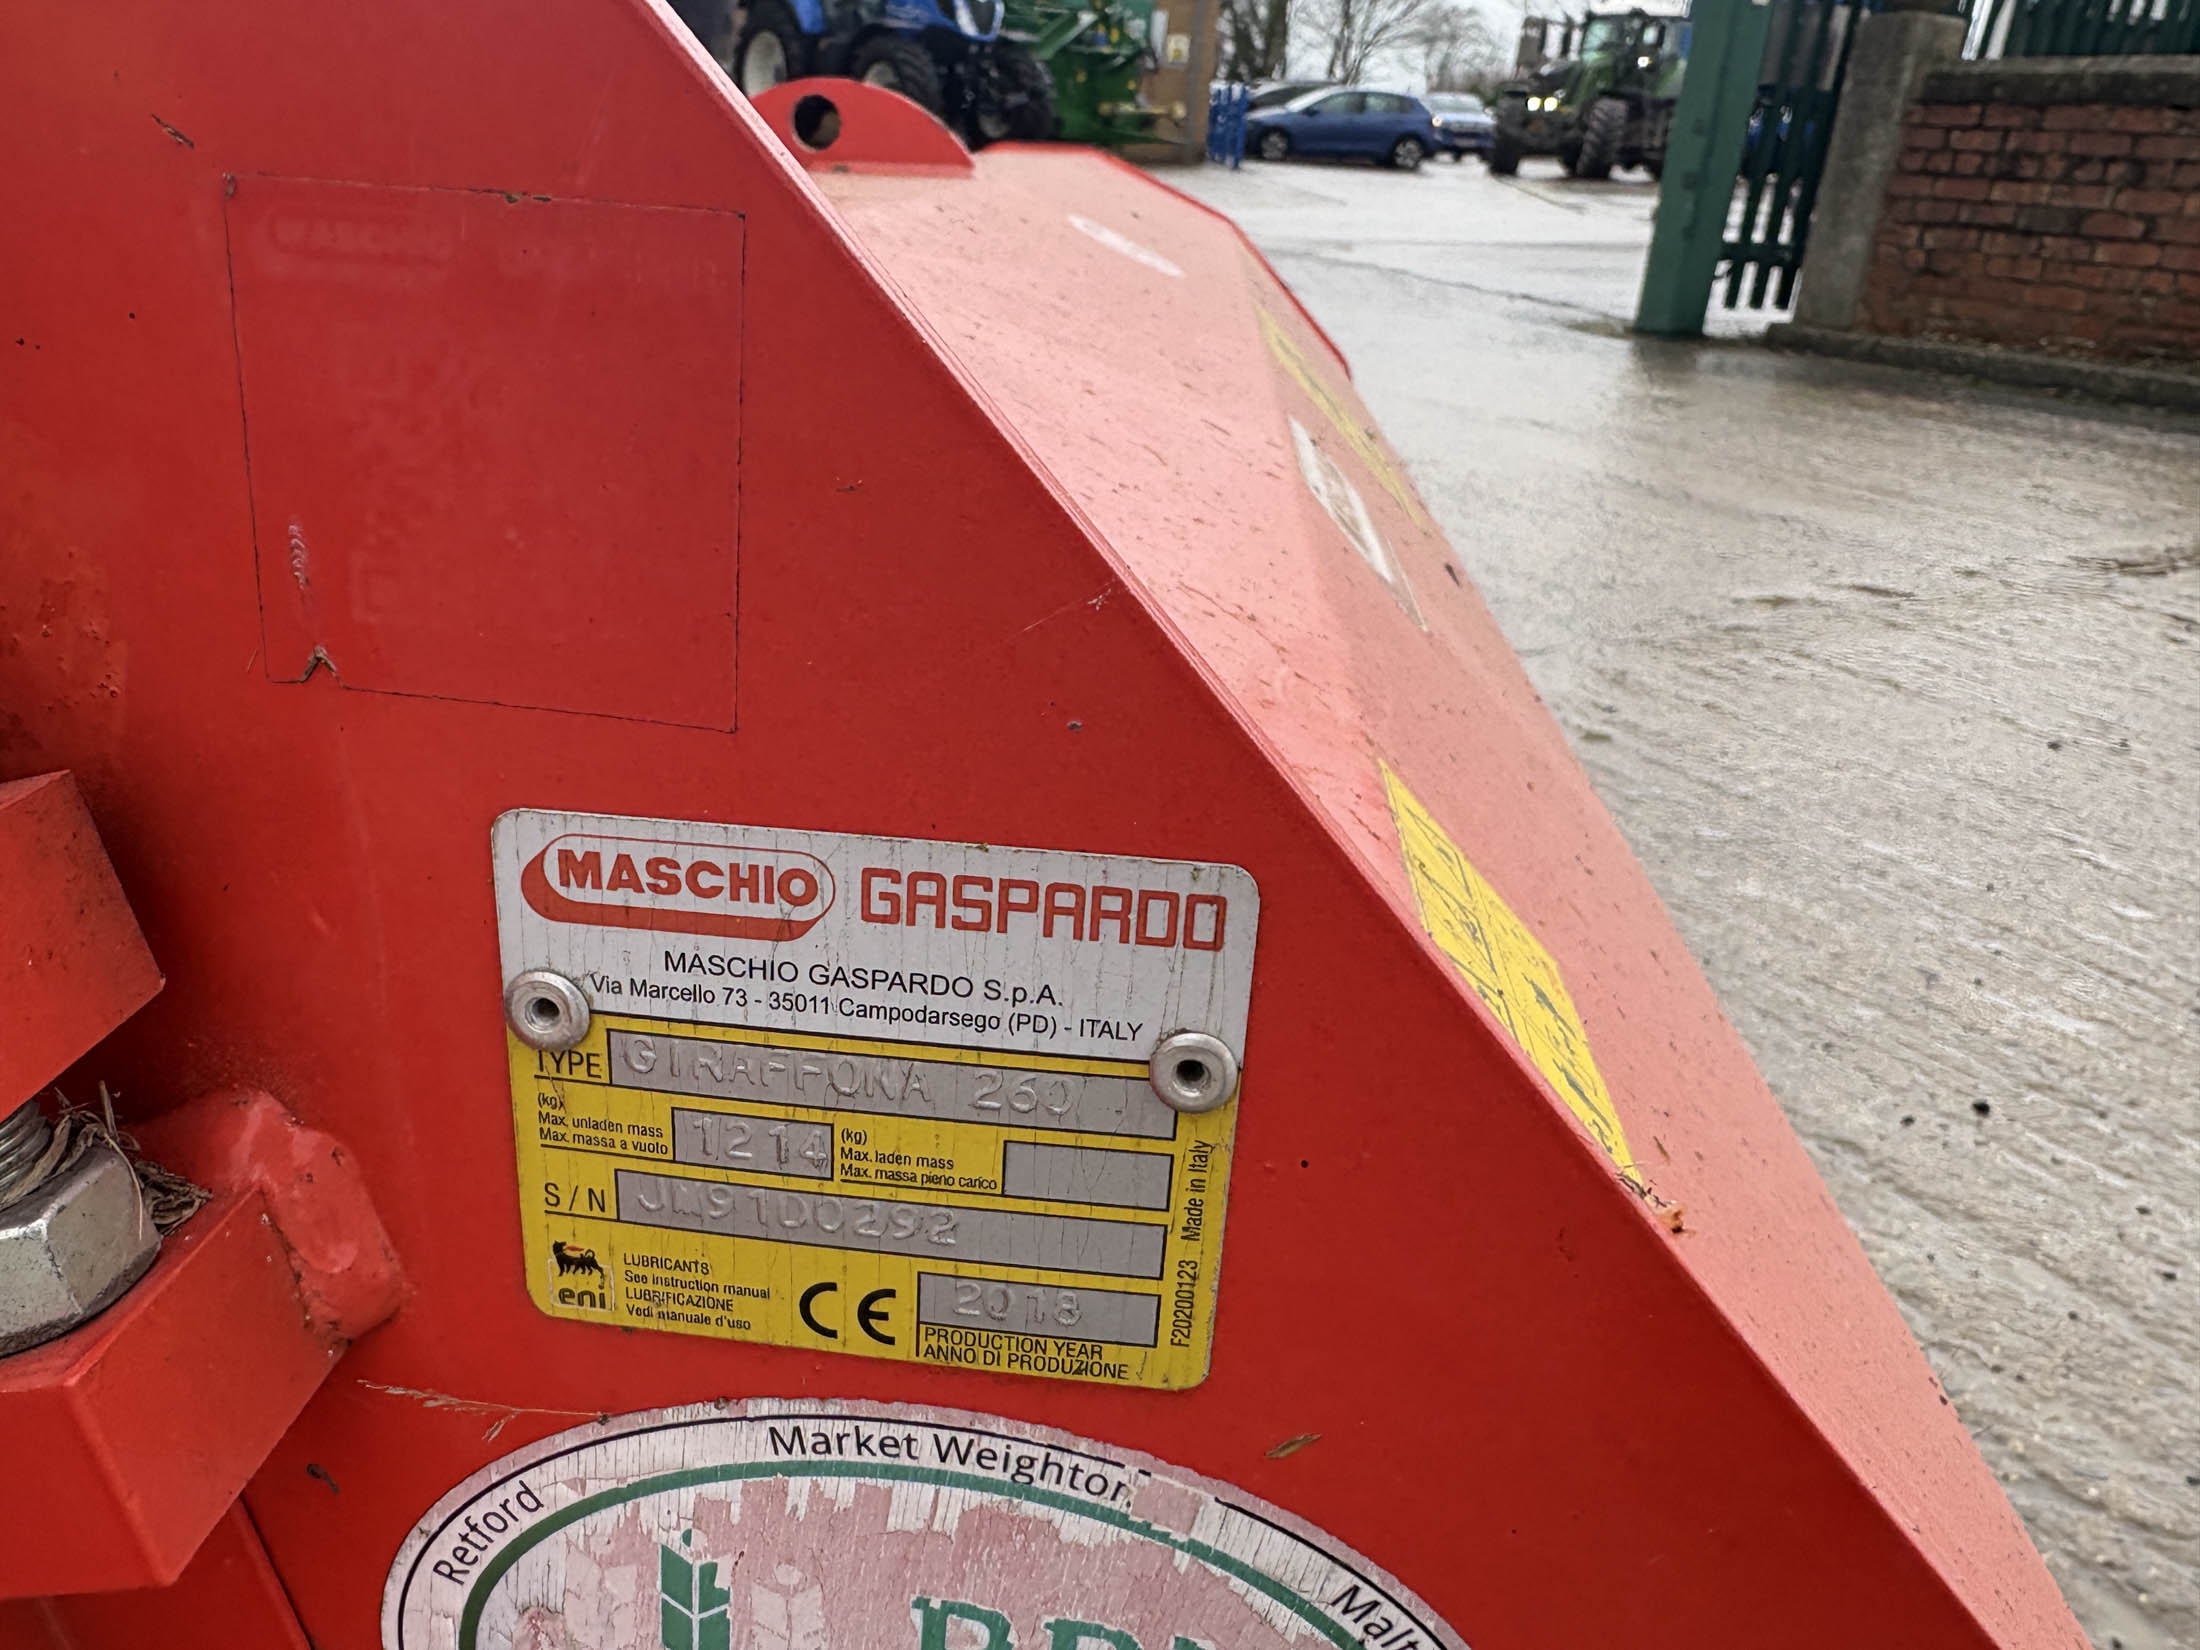 MASCHIO GASPARDO
MASCHIO GASPARDO S.p.A.
Via Marcello 73 - 35011 Campodarsego (PD) - ITALY
TYPE GIRAFFONA 260
(kg)
Max. unladen mass
Max. massa a vuoto
1214
(kg)
Max. laden mass
Max. massa pieno carico
S/N JM91D0292
eni
LUBRICANTS
See instruction manual
LUBRIFICAZIONE
Vedi manuale d'uso
CE
2018
PRODUCTION YEAR
ANNO DI PRODUZIONE
F20200123 Made in Italy
Retford
Market Weighton